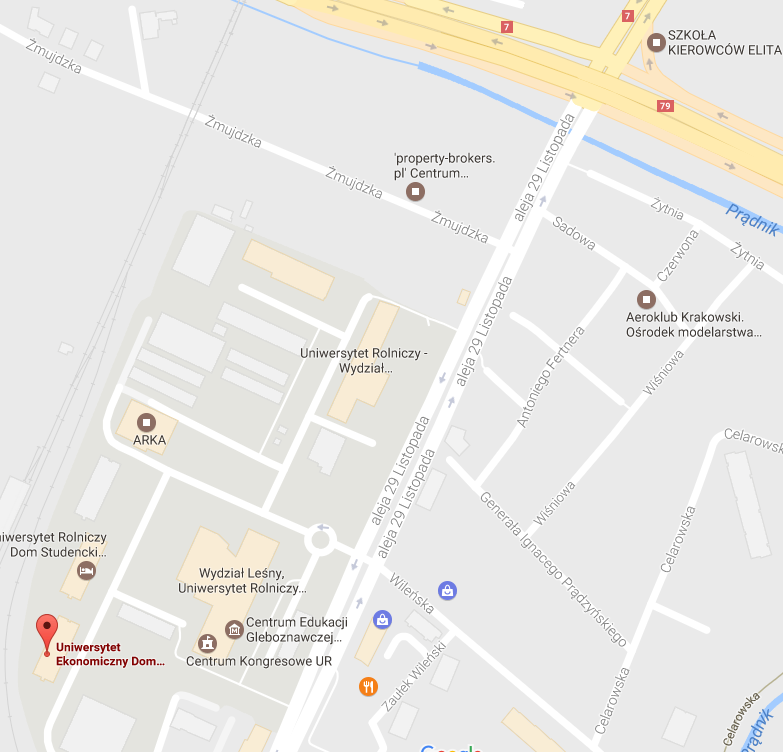 7
7
SZKOŁA
KIEROWCÓW ELITA
Żmujdzka
79
Żmujdzka
aleja 29 Listopada
'property-brokers.
pl' Centrum...
Żmujdzka
Żmujdzka
Żytnia
Prądnik
Sadowa
Czerwona
Żytnia
aleja 29 Listopada
Aeroklub Krakowski.
Ośrodek modelarstwa...
Uniwersytet Rolniczy -
Wydział...
Antoniego Fertnera
Wiśniowa
ARKA
Celarowska
aleja 29 Listopada
aleja 29 Listopada
Wiśniowa
Generała Ignacego Prądzyńskiego
Celarowska
niwersytet Rolniczy
Dom Studencki...
Wydział Leśny,
Uniwersytet Rolniczy...
Wileńska
Centrum Edukacji
Gleboznawczej...
Centrum Kongresowe UR
Uniwersytet
Ekonomiczny Dom...
Zaułek Wileński
Celarowska
Celarowska
Prądnik
Google